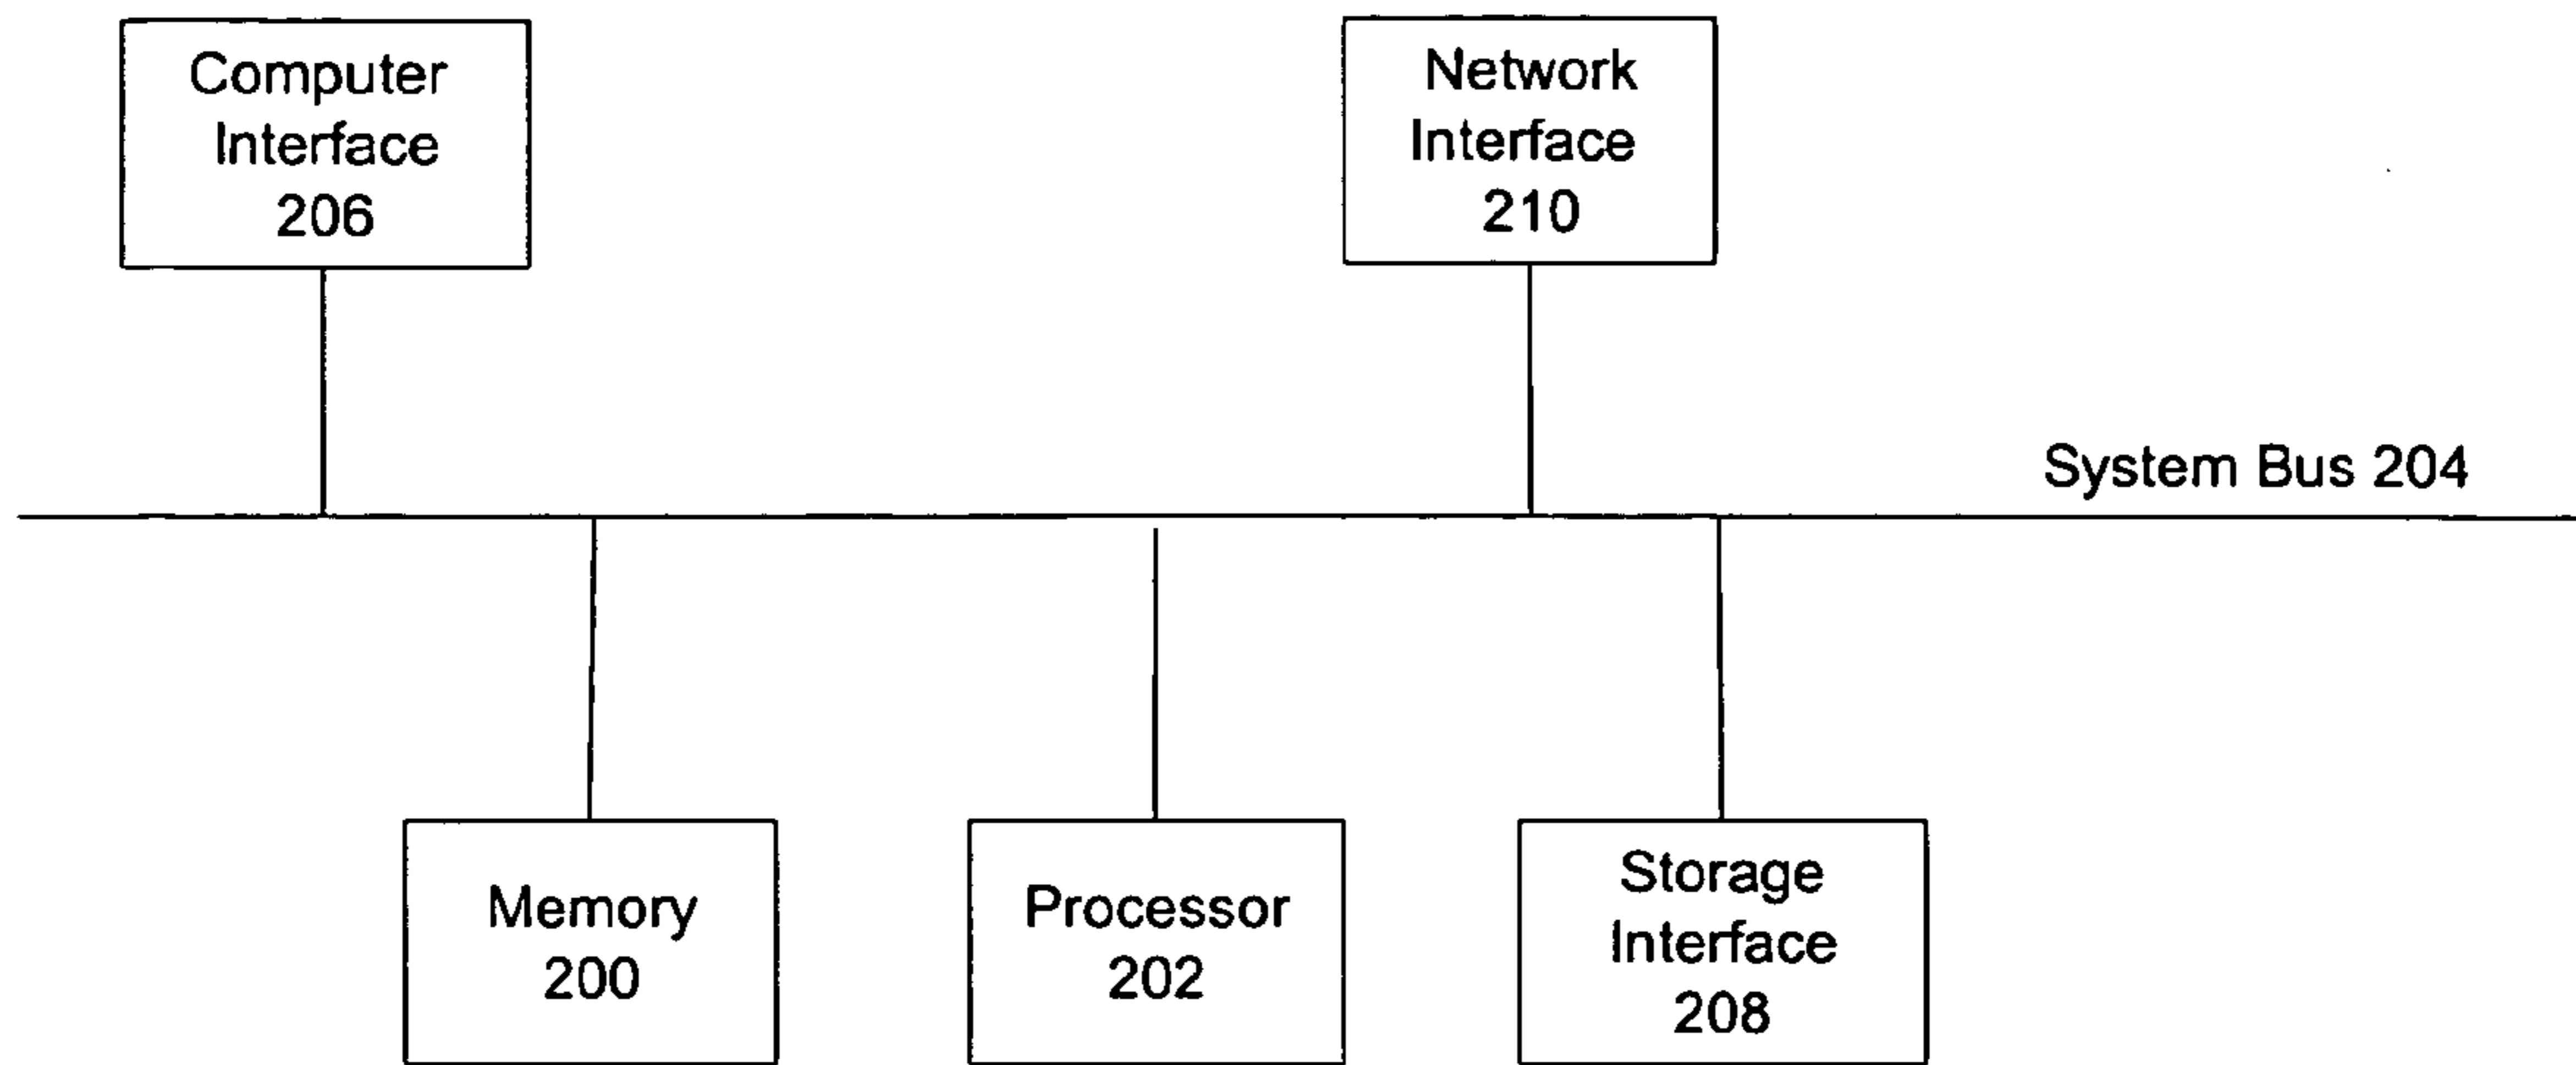 Computer
Interface
206
Network
Interface
210
System Bus 204
Memory
200
Processor
202
Storage
Interface
208